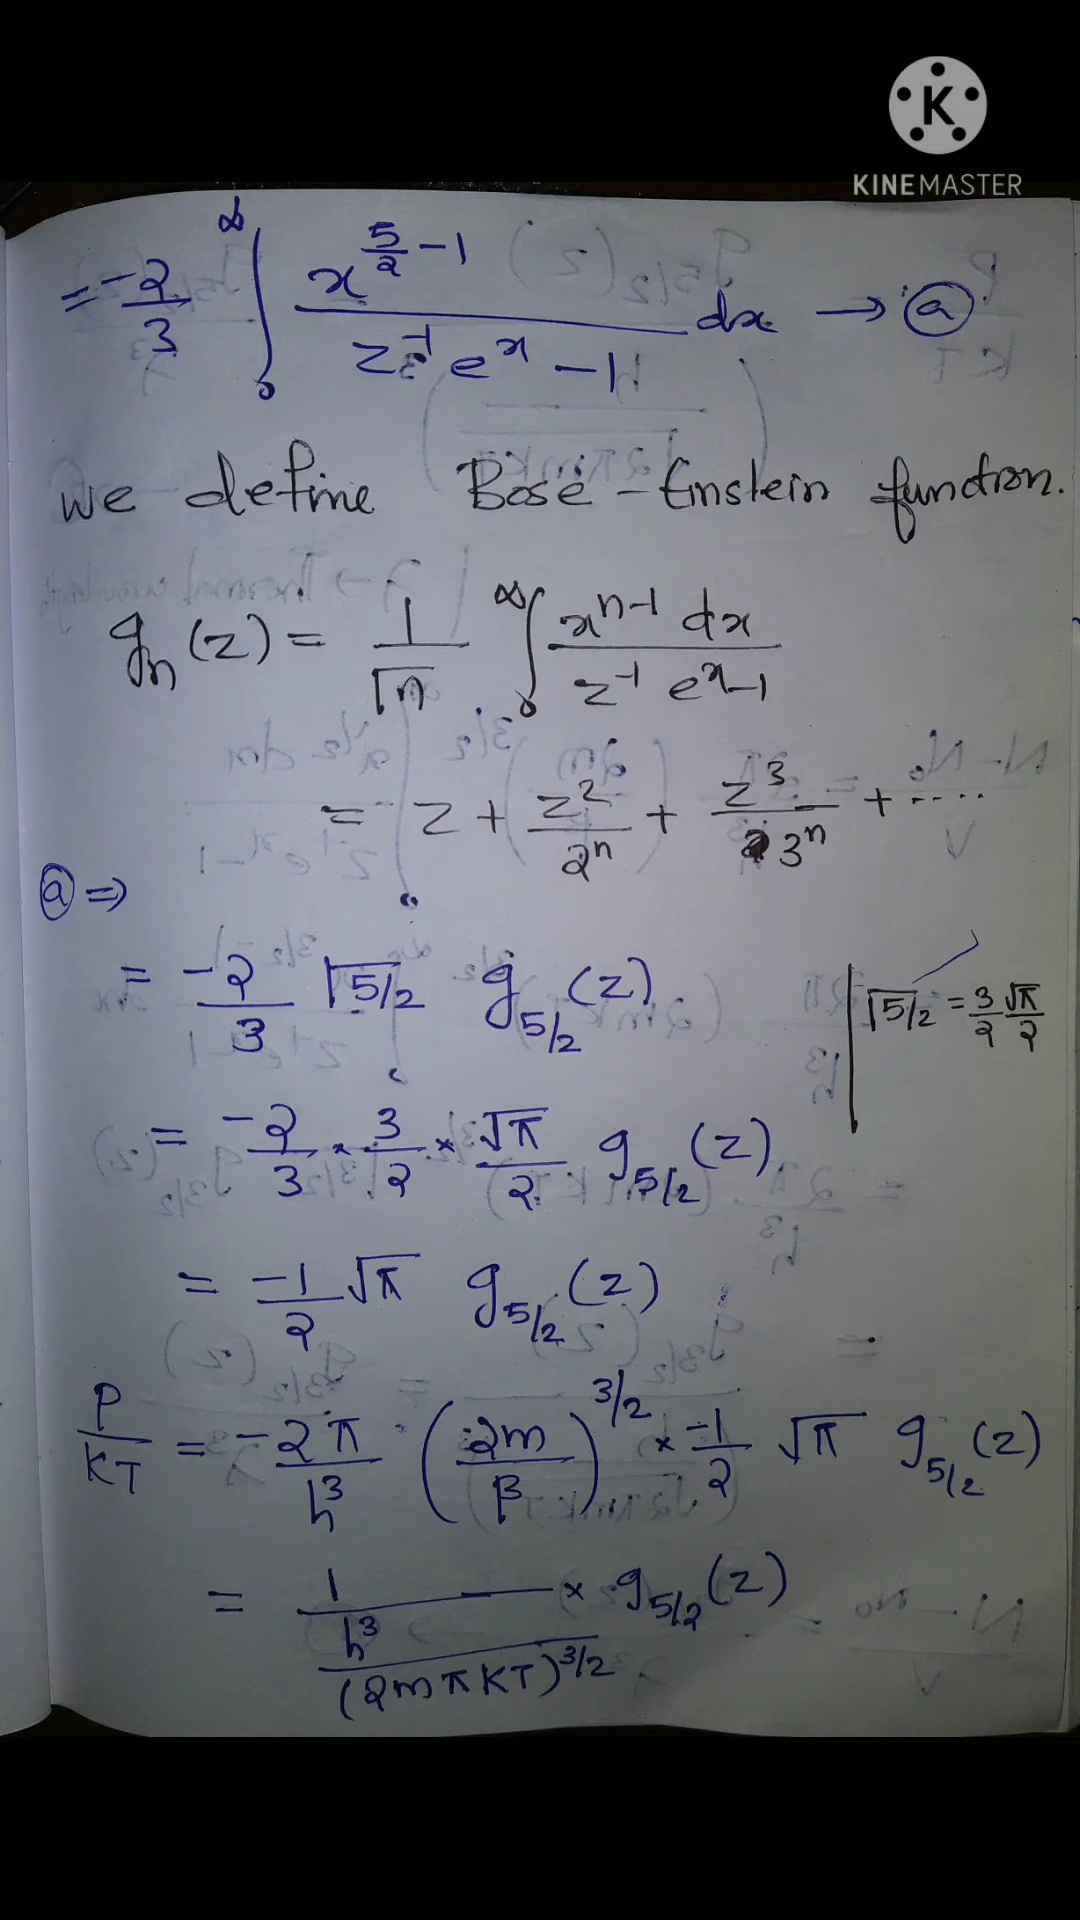 KINEMASTER
= -2/3 ∫₀^∞ x^(5/2 - 1) / (z⁻¹ eˣ - 1) dx → ⓐ
we define Bose-Einstein function.
gₙ(z) = 1/Γn ∫₀^∞ xⁿ⁻¹ dx / (z⁻¹ eˣ-1)
= z + z²/2ⁿ + z³/3ⁿ + .....
ⓐ ⇒
= -2/3 Γ5/2 g_5/2(z)
Γ5/2 = 3/2 √π/2
= -2/3 × 3/2 × √π/2 g_5/2(z)
= -1/2 √π g_5/2(z)
P/KT = -2π/h³ (2m/β)^3/2 × -1/2 √π g_5/2(z)
= 1/(h³/(2mπKT)^3/2) × g_5/2(z)